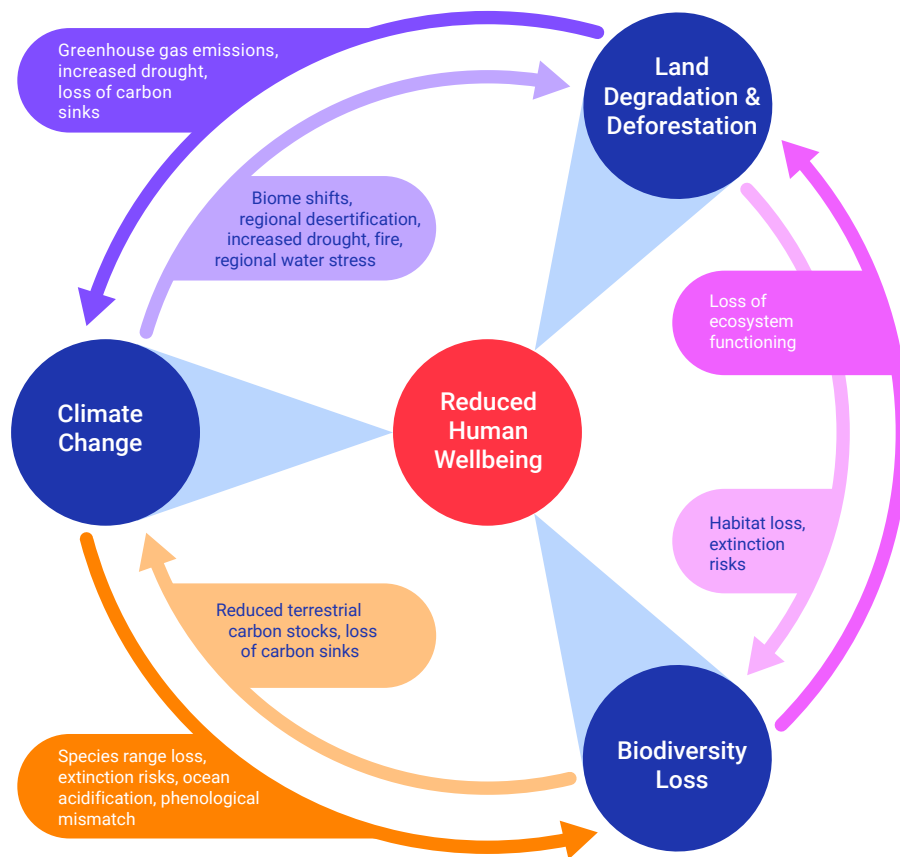 Greenhouse gas emissions,
increased drought,
loss of carbon
sinks
Land
Degradation &
Deforestation
Biome shifts,
regional desertification,
increased drought, fire,
regional water stress
Loss of
ecosystem
functioning
Climate
Change
Reduced
Human
Wellbeing
Habitat loss,
extinction
risks
Reduced terrestrial
carbon stocks, loss
of carbon sinks
Species range loss,
extinction risks, ocean
acidification, phenological
mismatch
Biodiversity
Loss